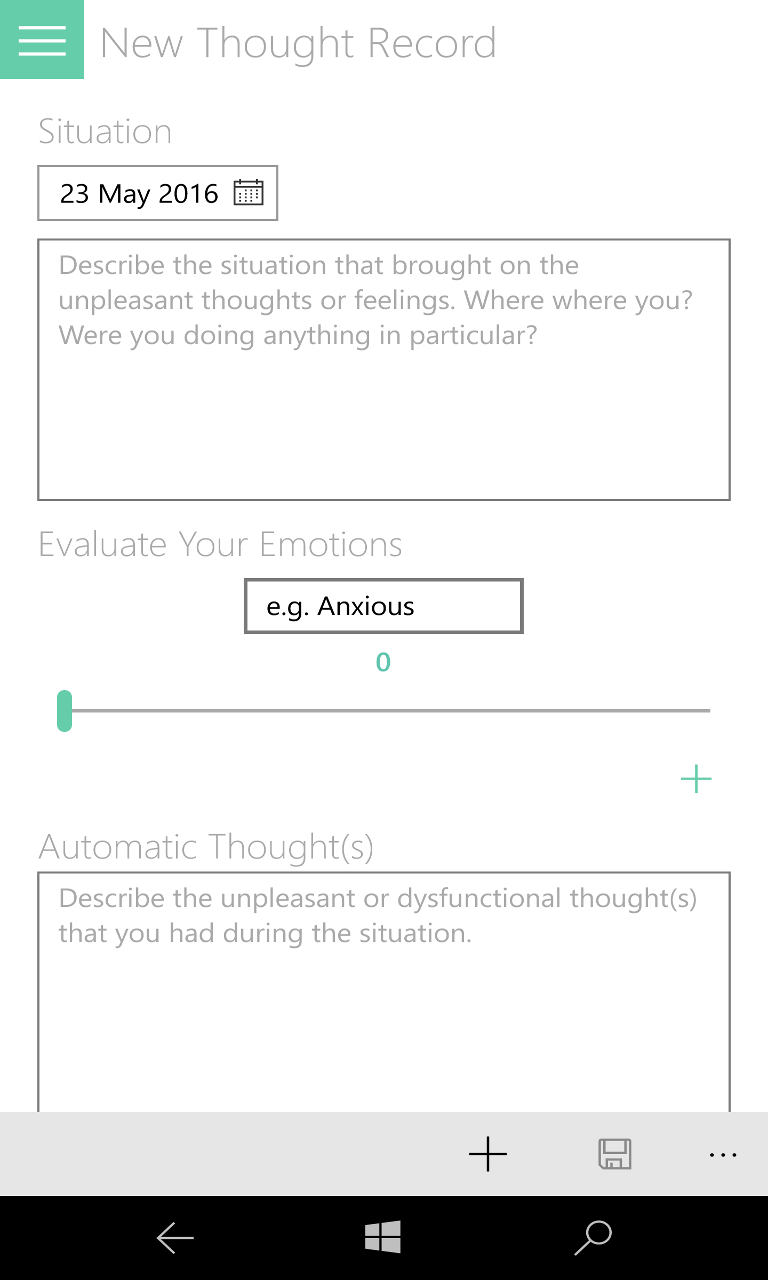 New Thought Record
Situation
23 May 2016
Describe the situation that brought on the
unpleasant thoughts or feelings. Where where you?
Were you doing anything in particular?
Evaluate Your Emotions
e.g. Anxious
0
Automatic Thought(s)
Describe the unpleasant or dysfunctional thought(s)
that you had during the situation.